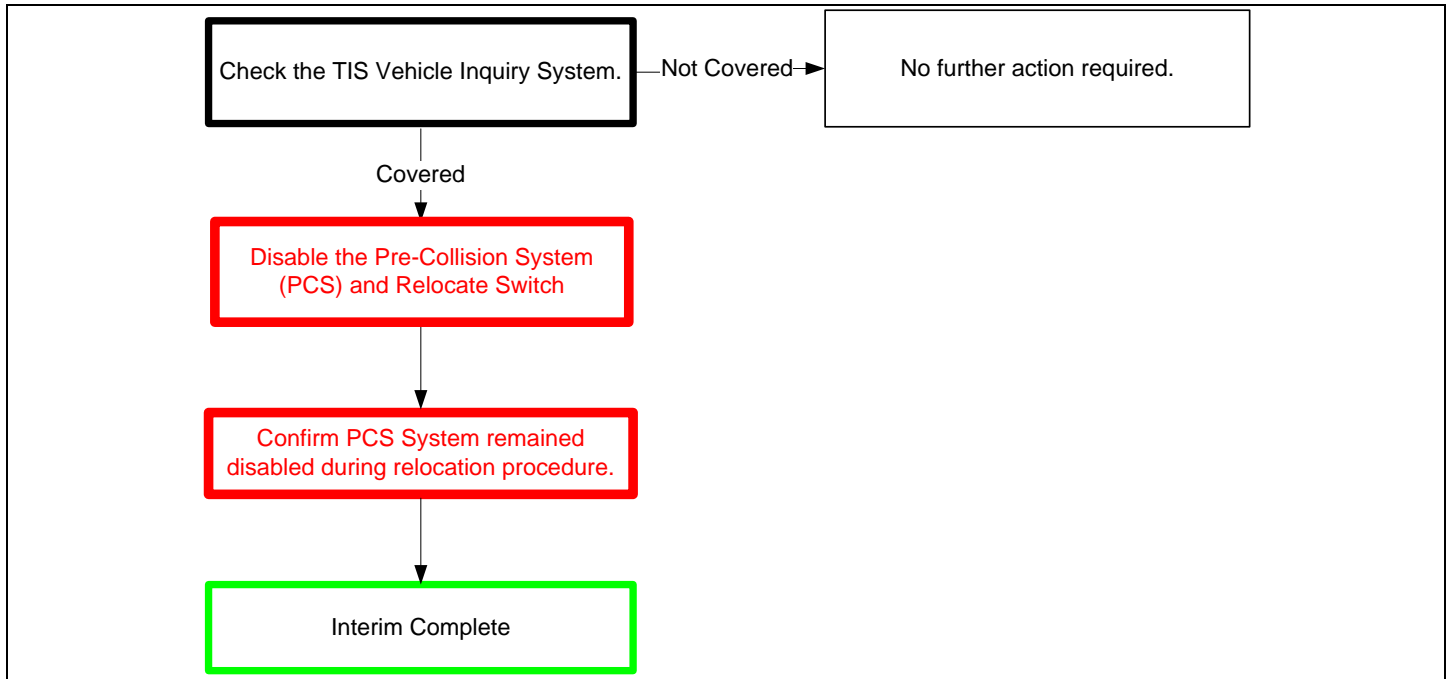 Check the TIS Vehicle Inquiry System.
Not Covered
No further action required.
Covered
Disable the Pre-Collision System
(PCS) and Relocate Switch
Confirm PCS System remained
disabled during relocation procedure.
Interim Complete